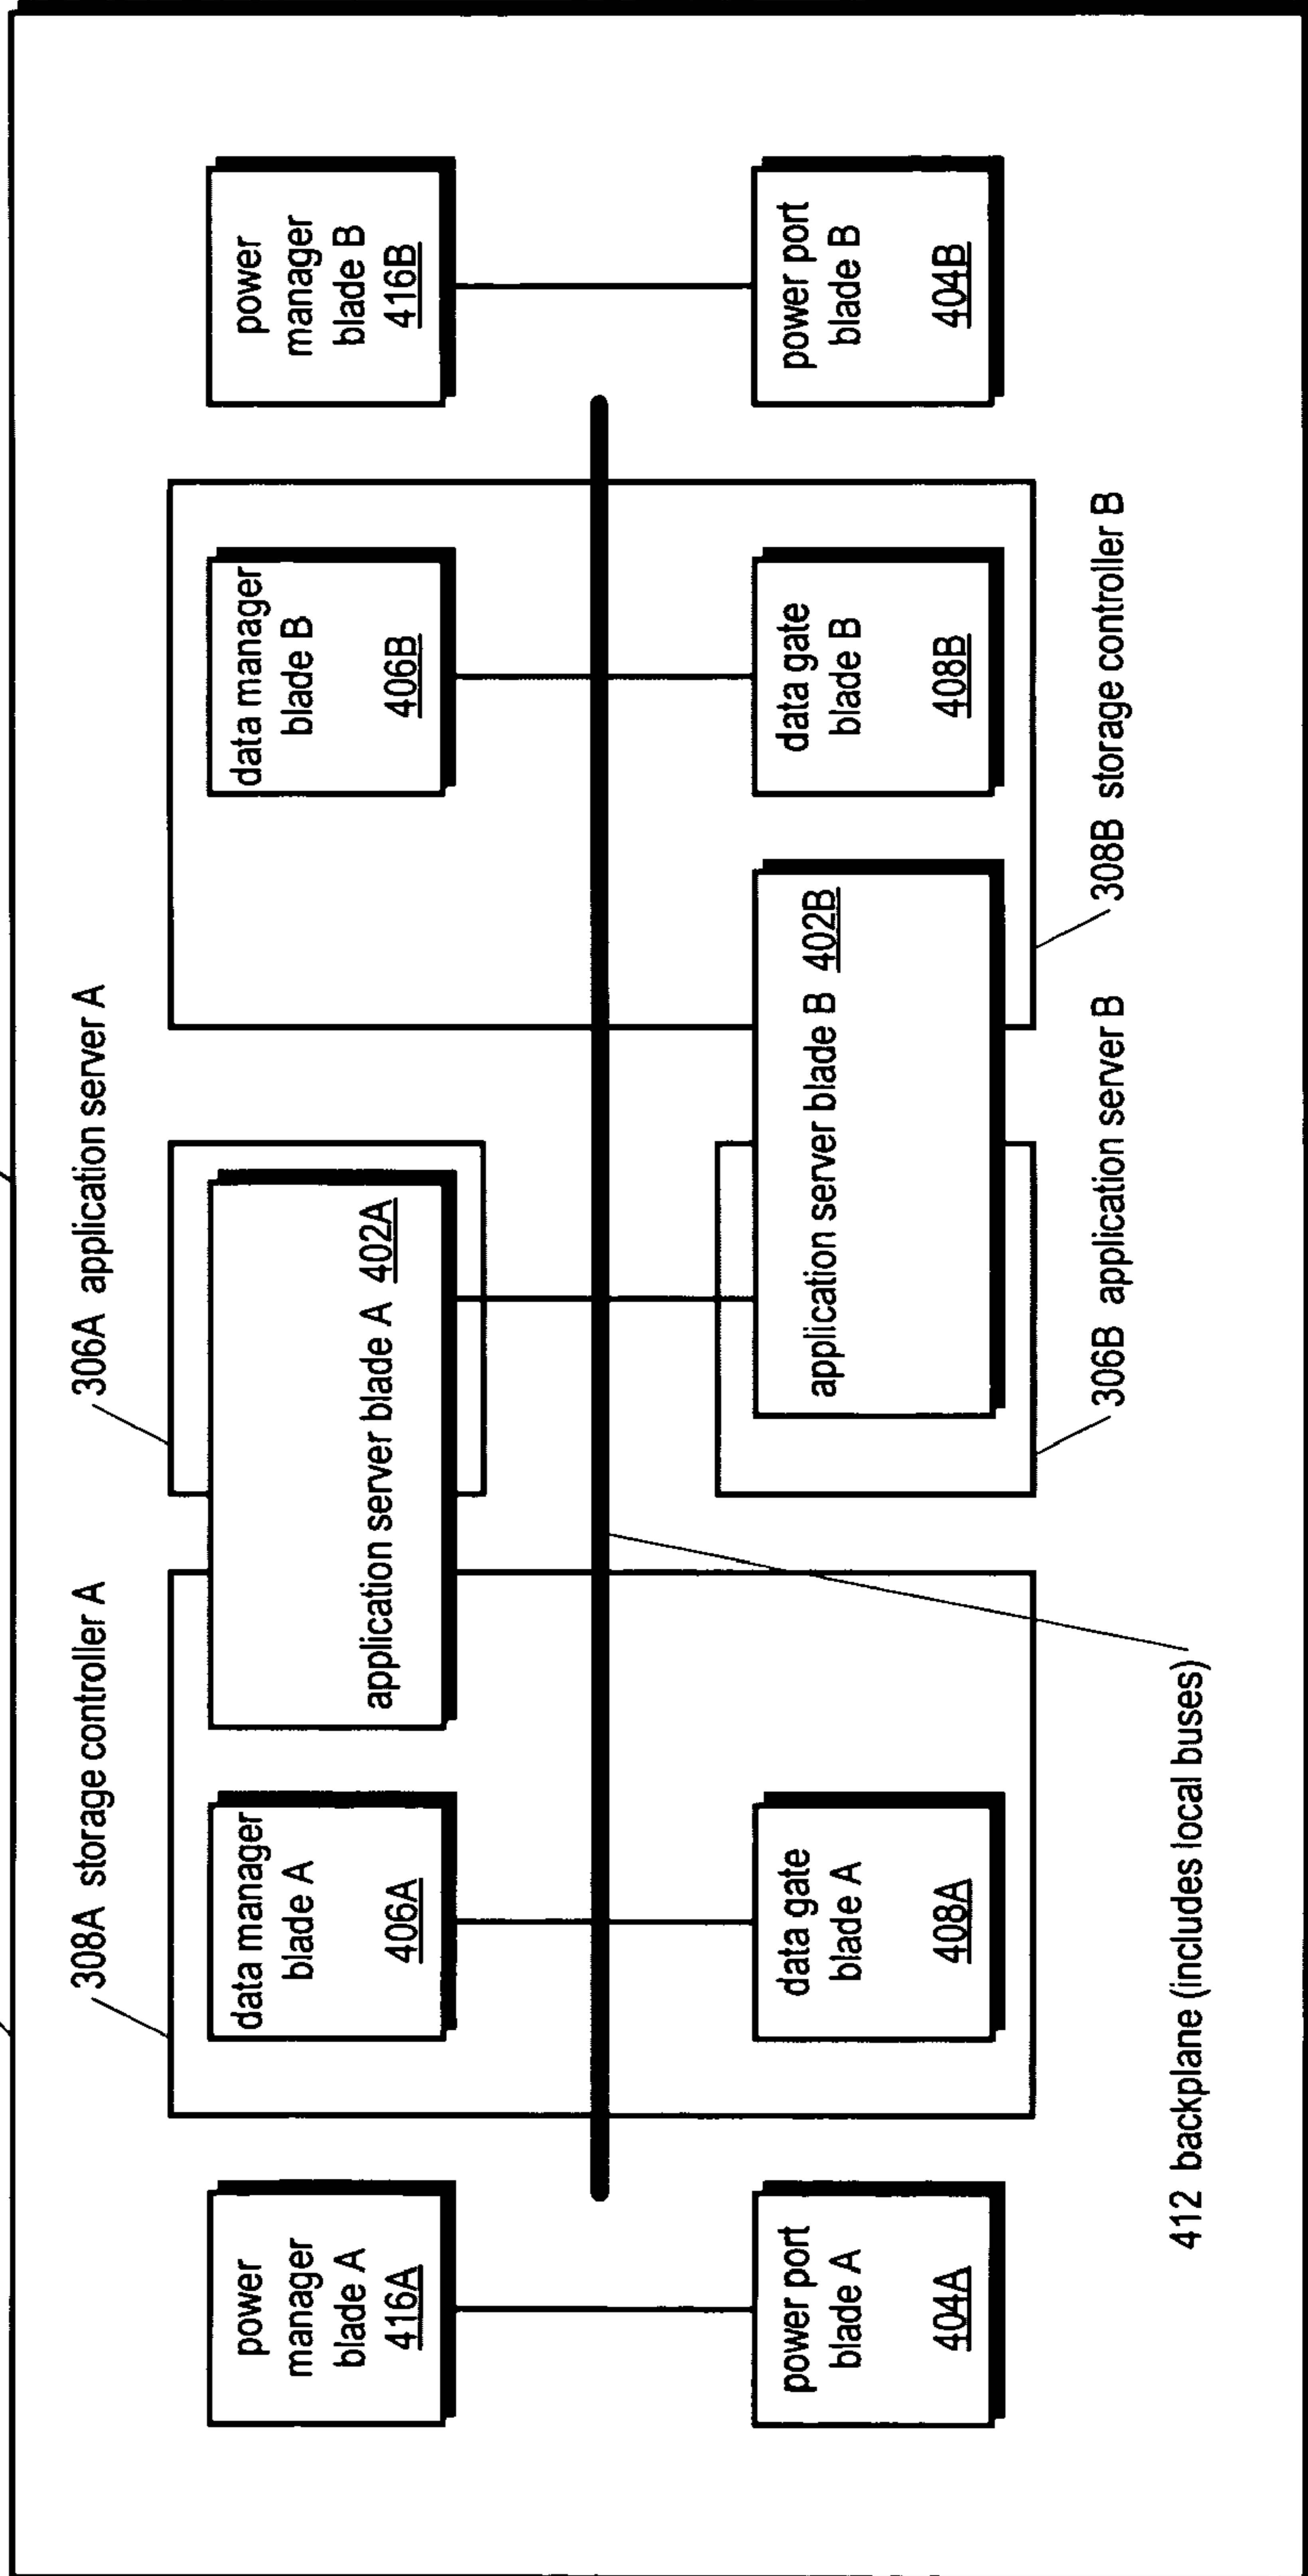 308A storage controller A
306A application server A
power
manager
blade A
416A
data manager
blade A
406A
application server blade A 402A
data manager
blade B
406B
power
manager
blade B
416B
power port
blade A
404A
data gate
blade A
408A
application server blade B 402B
data gate
blade B
408B
power port
blade B
404B
306B application server B
308B storage controller B
412 backplane (includes local buses)